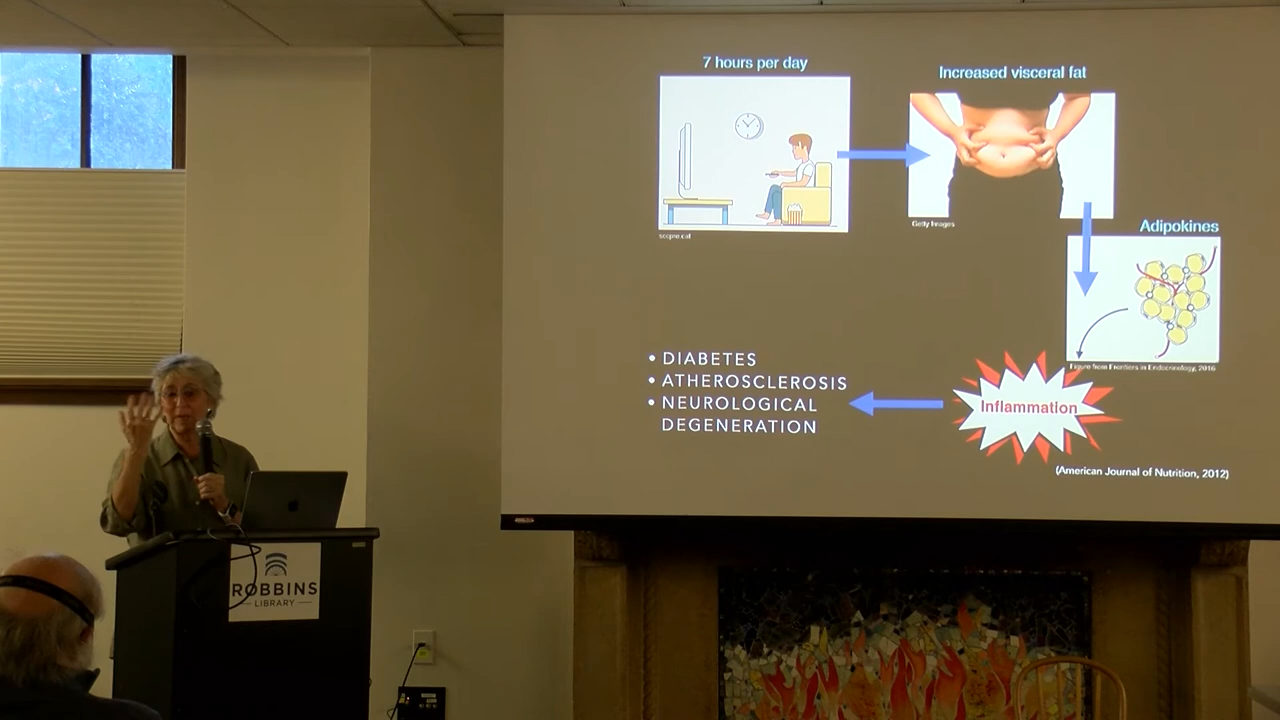 7 hours per day
Increased visceral fat
scopre.cat
Getty Images
Adipokines
Figure from Frontiers in Endocrinology, 2016
• DIABETES
• ATHEROSCLEROSIS
• NEUROLOGICAL
DEGENERATION
Inflammation
(American Journal of Nutrition, 2012)
ROBBINS
LIBRARY